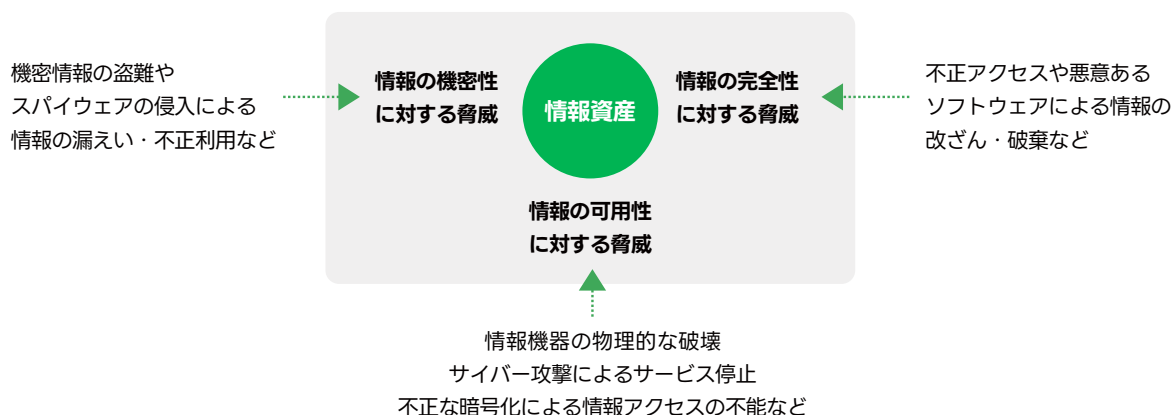 機密情報の盗難や
スパイウェアの侵入による
情報の漏えい・不正利用など
情報の機密性
に対する脅威
情報資産
情報の完全性
に対する脅威
不正アクセスや悪意ある
ソフトウェアによる情報の
改ざん・破棄など
情報の可用性
に対する脅威
情報機器の物理的な破壊
サイバー攻撃によるサービス停止
不正な暗号化による情報アクセスの不能など